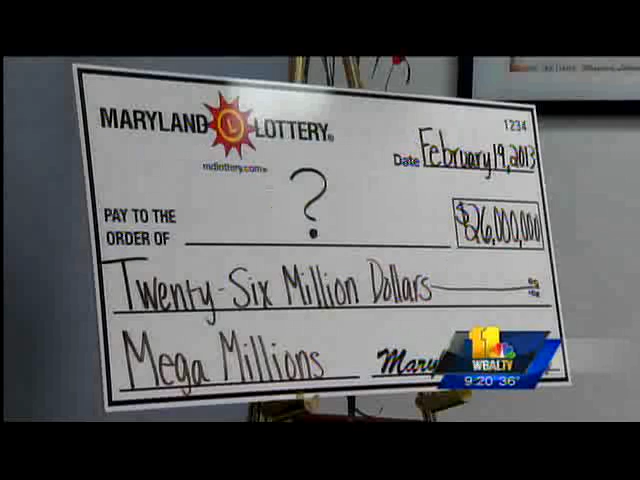 MARYLAND L LOTTERY®
mdlottery.com®
1234
Date February 19, 2013
?
PAY TO THE
ORDER OF
$26,000,000
Twenty-Six Million Dollars
Mega Millions
Mary
11
WBALTV
9:20 36°